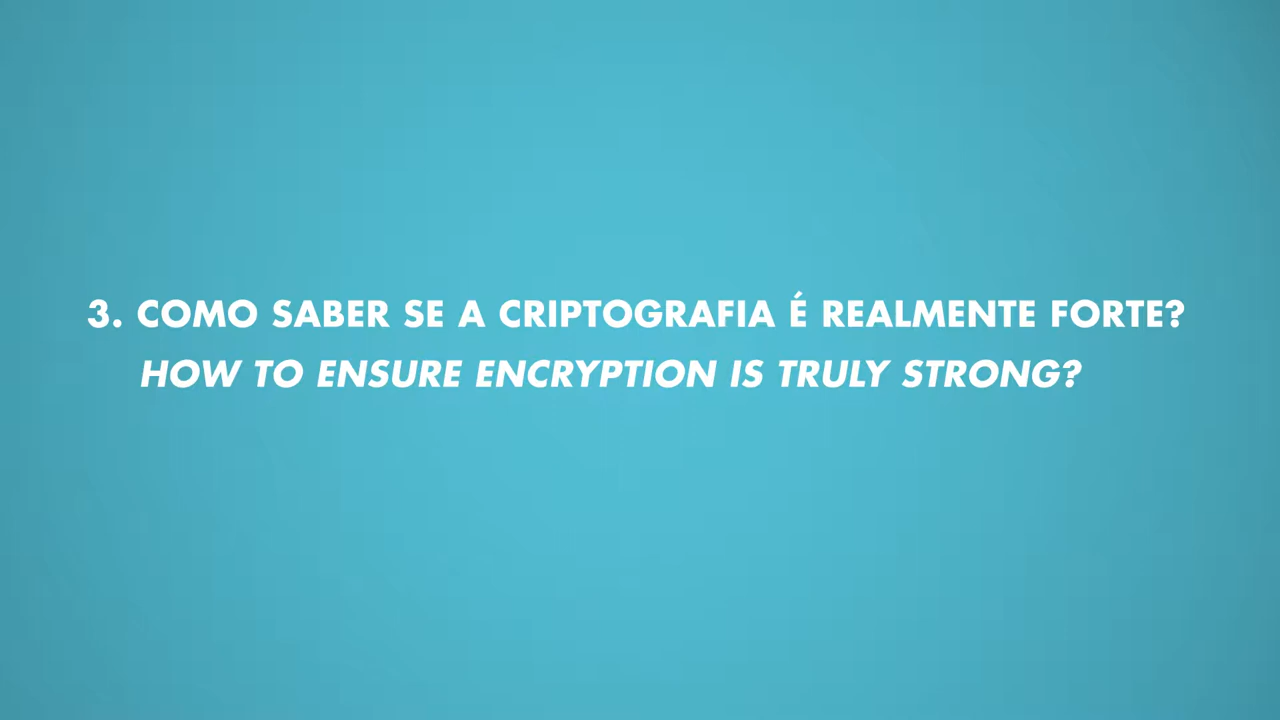 3. COMO SABER SE A CRIPTOGRAFIA É REALMENTE FORTE?
HOW TO ENSURE ENCRYPTION IS TRULY STRONG?